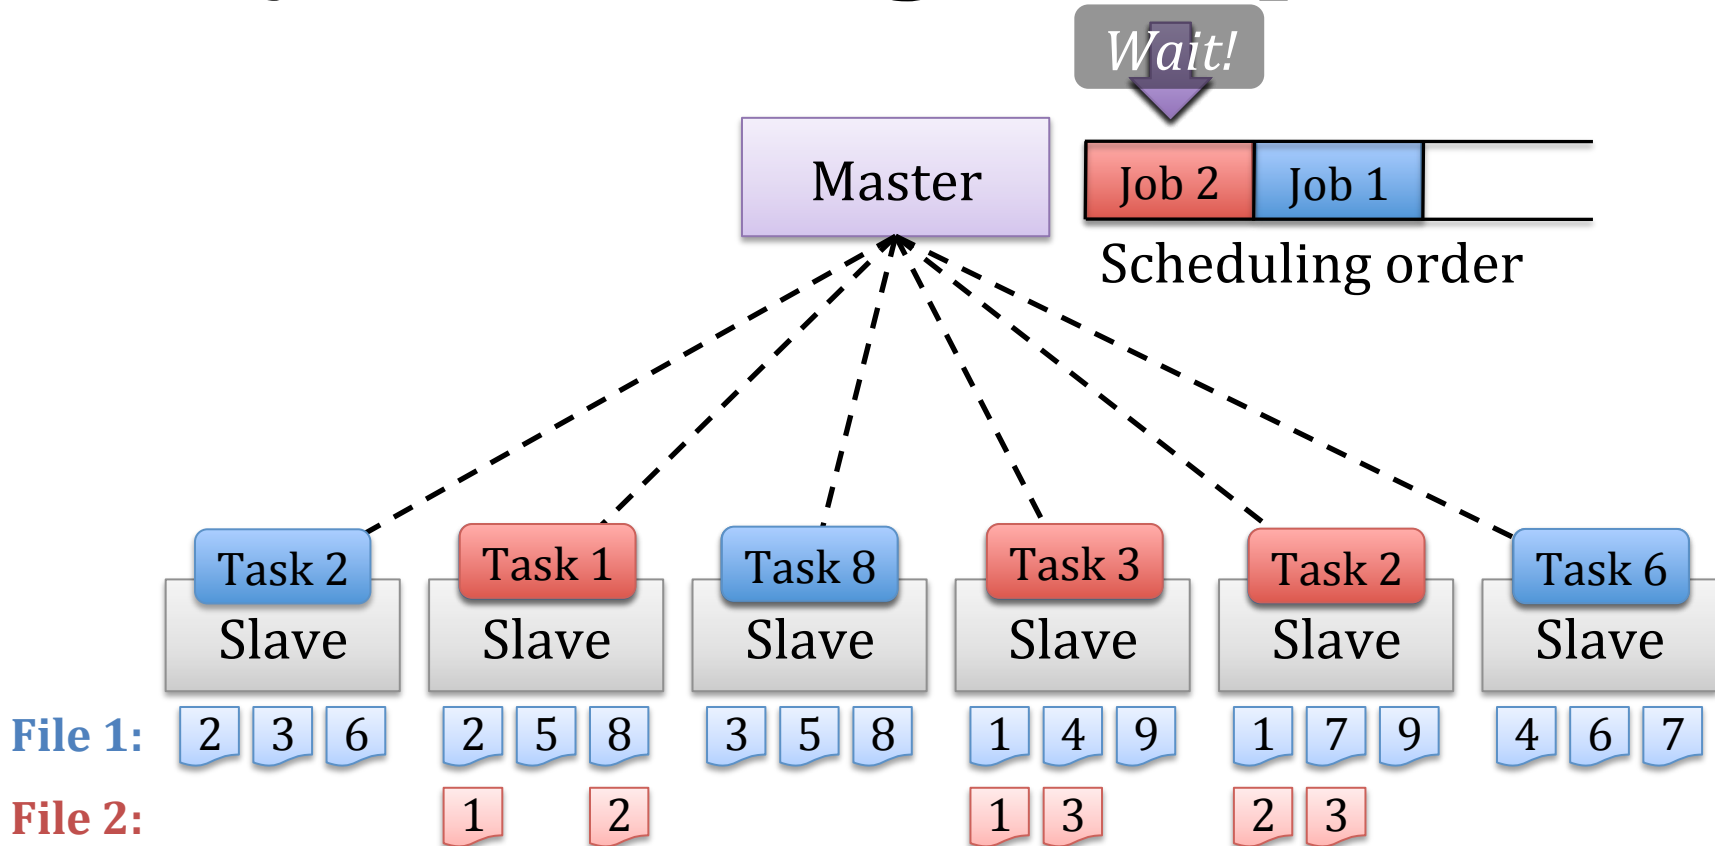 Wait!
Master
Job 2 Job 1
Scheduling order
Task 2 Task 1 Task 8 Task 3 Task 2 Task 6
Slave Slave Slave Slave Slave Slave
File 1: 2 3 6 2 5 8 3 5 8 1 4 9 1 7 9 4 6 7
File 2: 1 2 1 3 2 3